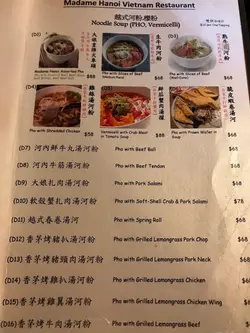 Madame Hanoi Vietnam Restaurant
越式河粉.檬粉
Noodle Soup (PHO, Vermicelli)
(D1)
(D2)
(D3)
Madame Hanoi Assorted Pho
$88
Pho with Slices of Beef
$68
Pho with Slices of Beef
$68
(D4)
(D5)
(D6)
Pho with Shredded Chicken
$58
Vermicelli with Crab Meat
in Tomato Soup
$68
Pho with Prawn Wafer in
Soup
$68
(D7) 河內鮮牛丸湯河粉 Pho with Beef Ball $68
(D8) 河內牛筋湯河粉 Pho with Beef Tendon $68
(D9) 大娘扎肉湯河粉 Pho with Pork Salami $68
(D10) 軟殼蟹扎肉湯河粉 Pho with Soft-Shell Crab & Pork Salami $78
(D11) 越式春卷湯河 Pho with Spring Roll $68
(D12) 香茅烤豬扒湯河粉 Pho with Grilled Lemongrass Pork Chop $68
(D13) 香茅烤豬頸肉湯河粉 Pho with Grilled Lemongrass Pork Neck $68
(D14) 香茅烤雞扒湯河粉 Pho with Grilled Lemongrass Chicken $68
(D15) 香茅烤雞翼湯河粉 Pho with Grilled Lemongrass Chicken Wing $68
(D16) 香茅烤牛肉湯河粉 Pho with Grilled Lemongrass Beef $68